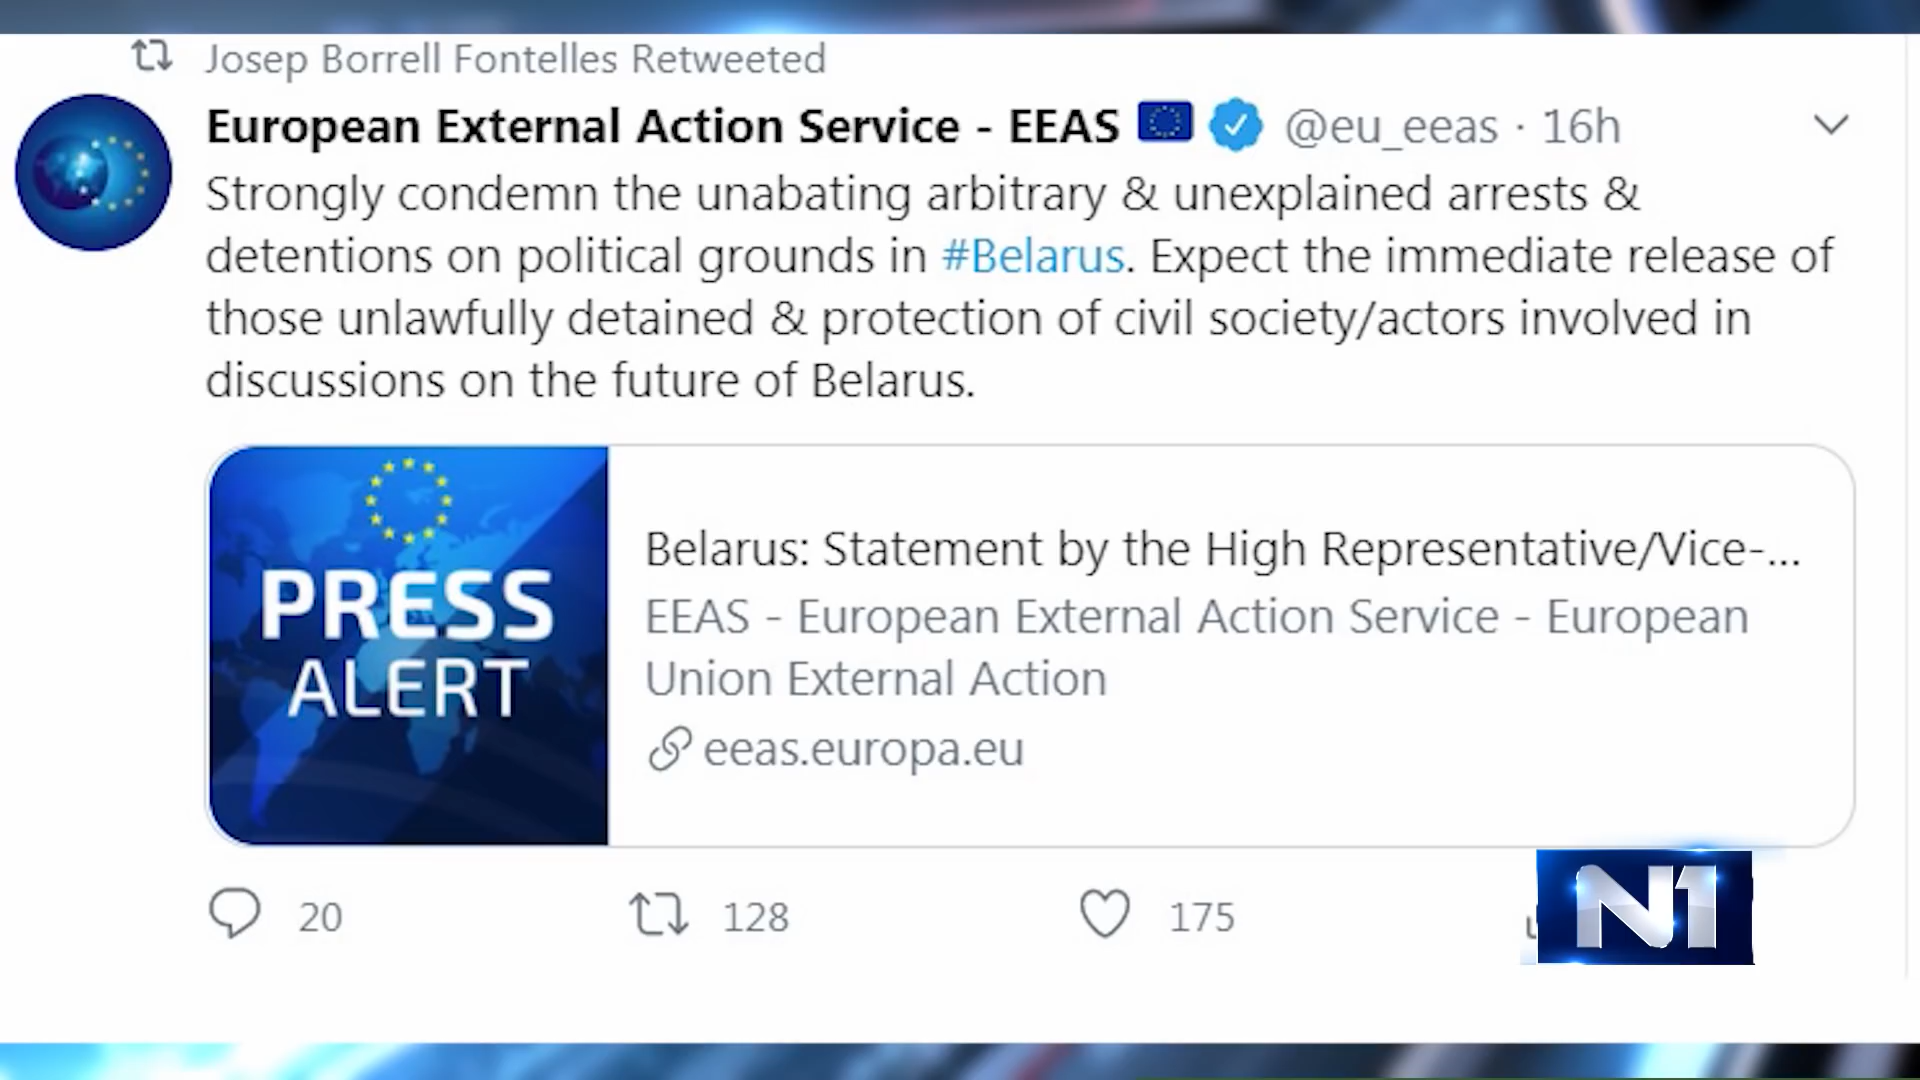 Josep Borrell Fontelles Retweeted
European External Action Service - EEAS @eu_eeas · 16h
Strongly condemn the unabating arbitrary & unexplained arrests &
detentions on political grounds in #Belarus. Expect the immediate release of
those unlawfully detained & protection of civil society/actors involved in
discussions on the future of Belarus.
PRESS
ALERT
Belarus: Statement by the High Representative/Vice-...
EEAS - European External Action Service - European
Union External Action
eeas.europa.eu
20 128 175
N1